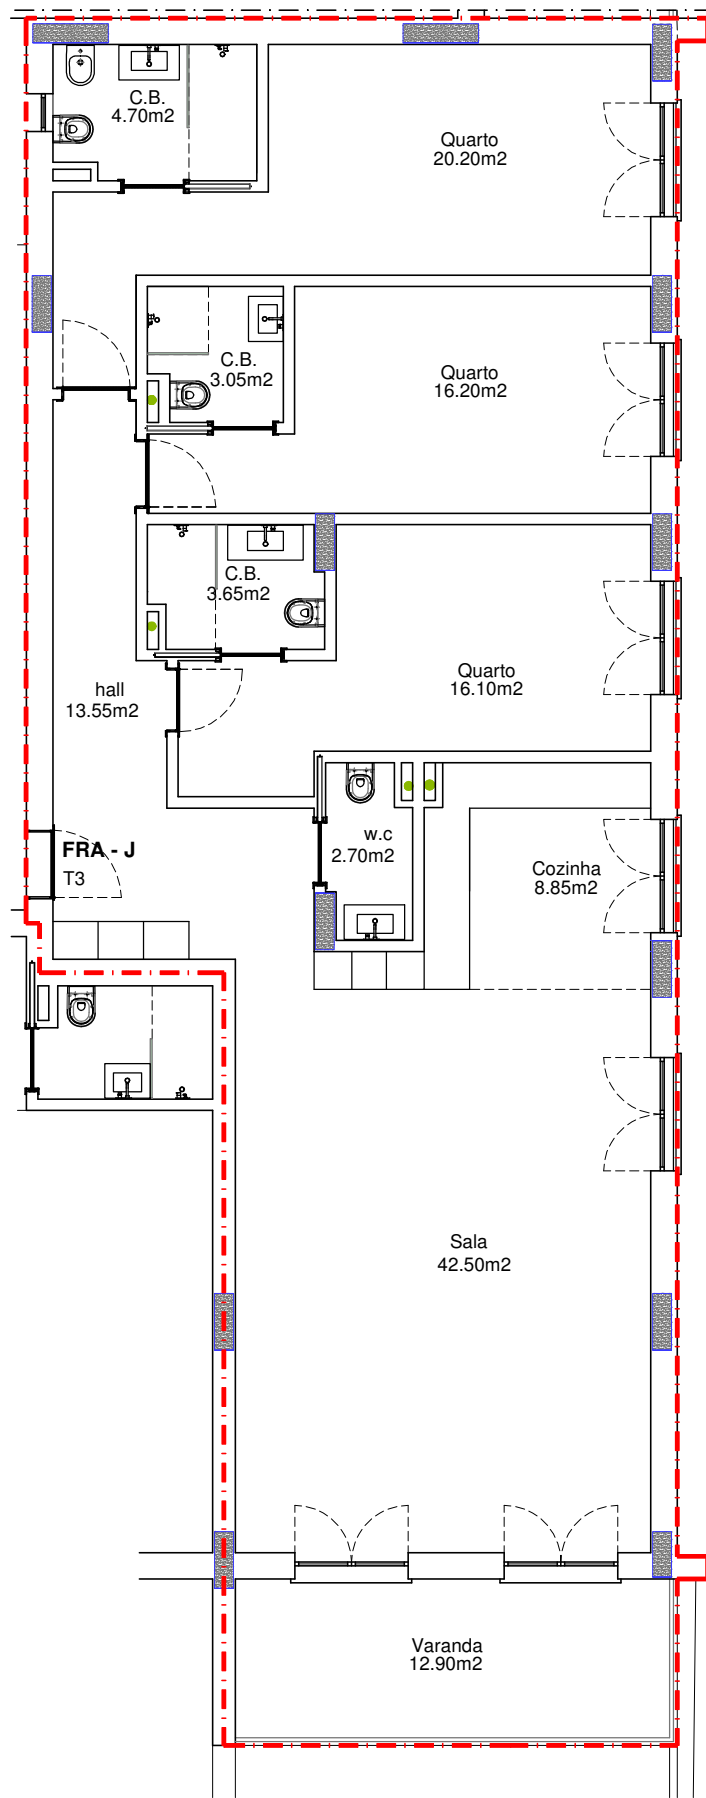 C.B.
4.70m2
Quarto
20.20m2
C.B.
3.05m2
Quarto
16.20m2
C.B.
3.65m2
Quarto
16.10m2
hall
13.55m2
FRA - J
T3
w.c
2.70m2
Cozinha
8.85m2
Sala
42.50m2
Varanda
12.90m2